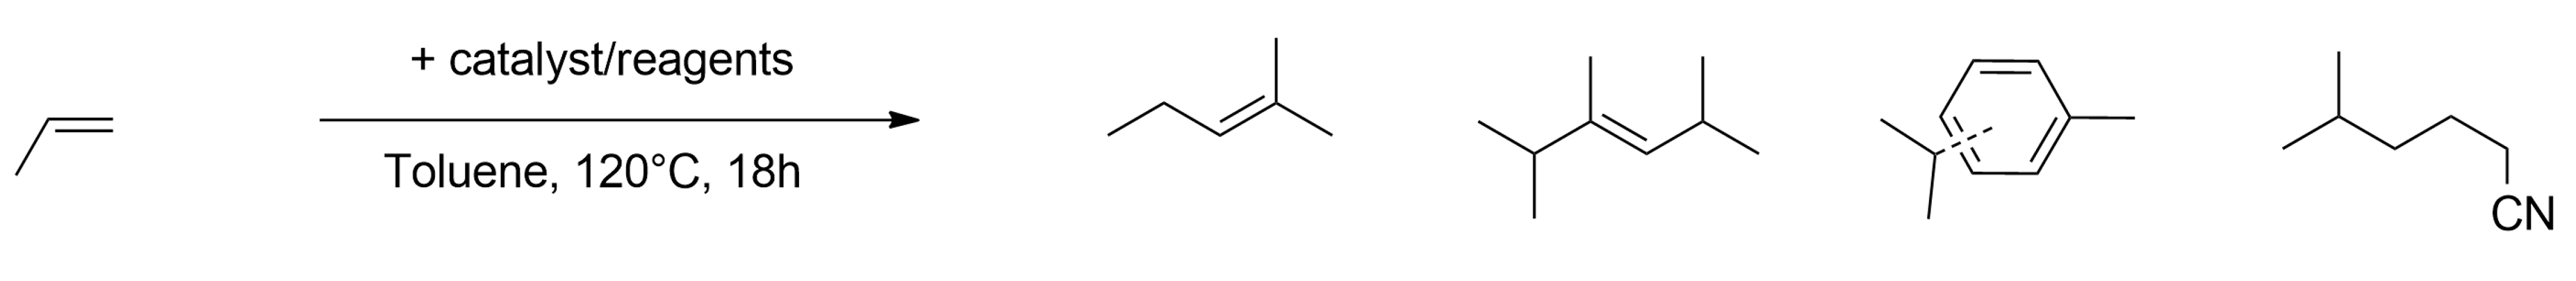 + catalyst/reagents
Toluene, 120°C, 18h
CN